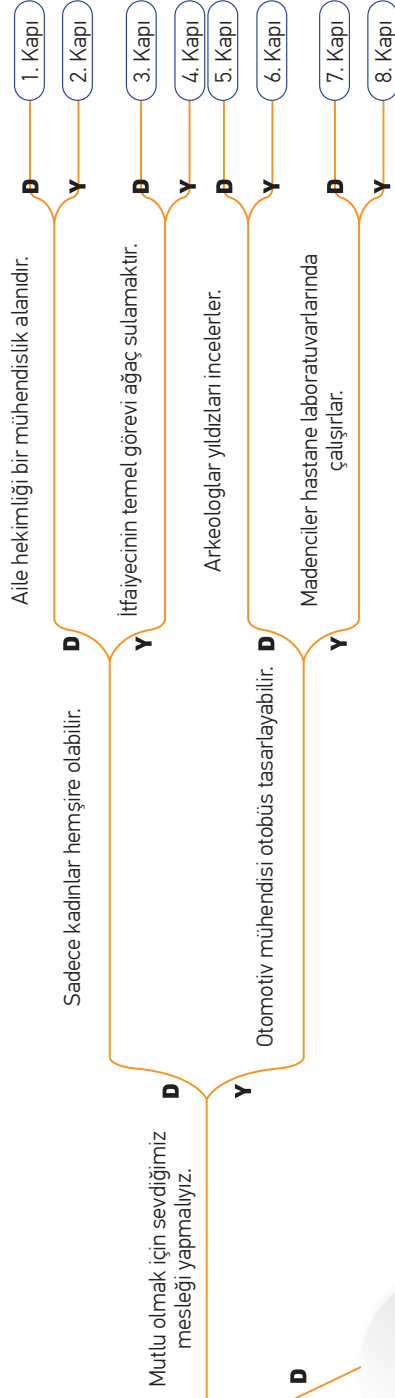 D
Mutlu olmak için sevdiğimiz
mesleği yapmalıyız.
D
Y
Sadece kadınlar hemşire olabilir.
D
Y
Otomotiv mühendisi otobüs tasarlayabilir.
D
Y
Aile hekimliği bir mühendislik alanıdır.
D
Y
İtfaiyecinin temel görevi ağaç sulamaktır.
D
Y
Arkeologlar yıldızları incelerler.
D
Y
Madenciler hastane laboratuvarlarında
çalışırlar.
D
Y
1. Kapı
2. Kapı
3. Kapı
4. Kapı
5. Kapı
6. Kapı
7. Kapı
8. Kapı